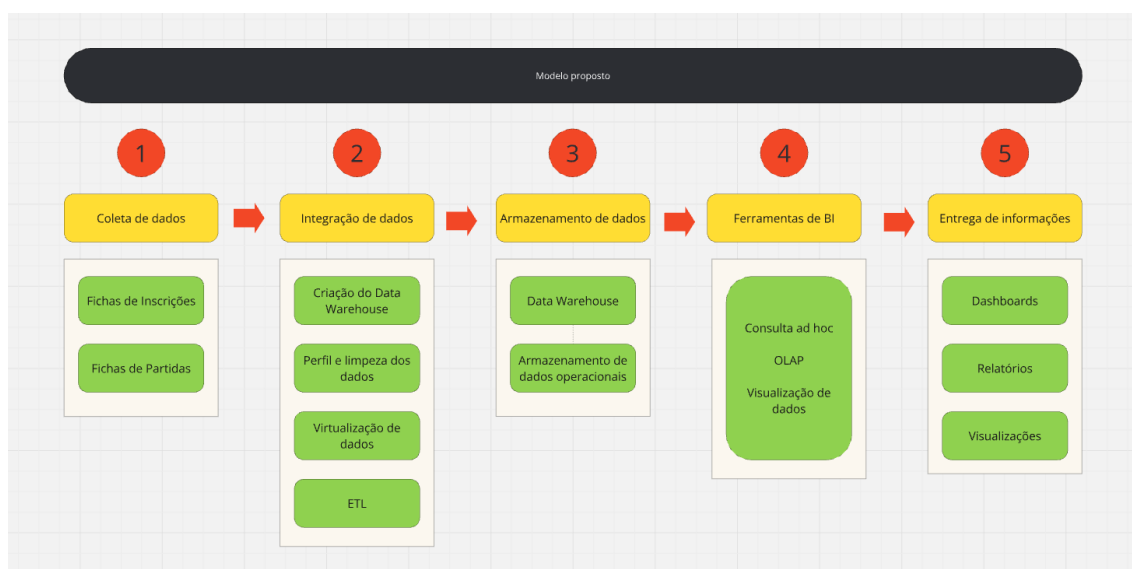 Modelo proposto
1
2
3
4
5
Coleta de dados
Integração de dados
Armazenamento de dados
Ferramentas de BI
Entrega de informações
Fichas de Inscrições
Fichas de Partidas
Criação do Data
Warehouse
Perfil e limpeza dos
dados
Virtualização de
dados
ETL
Data Warehouse
Armazenamento de
dados operacionais
Consulta ad hoc
OLAP
Visualização de
dados
Dashboards
Relatórios
Visualizações